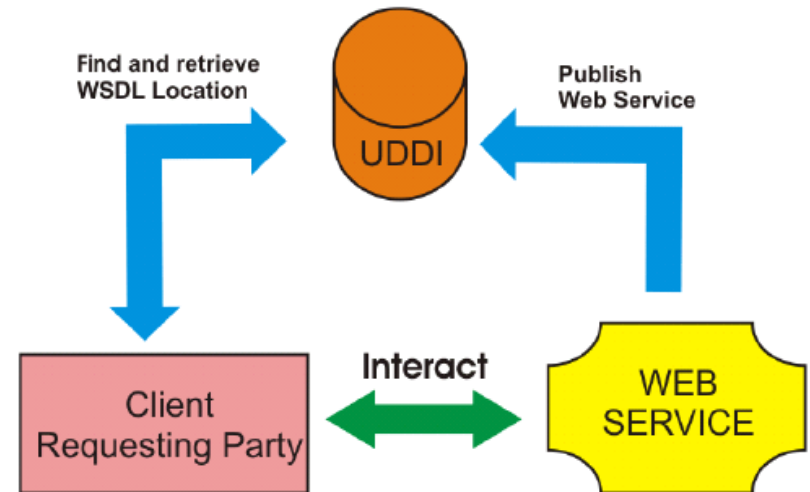 Find and retrieve
WSDL Location
UDDI
Publish
Web Service
Interact
Client
Requesting Party
WEB
SERVICE